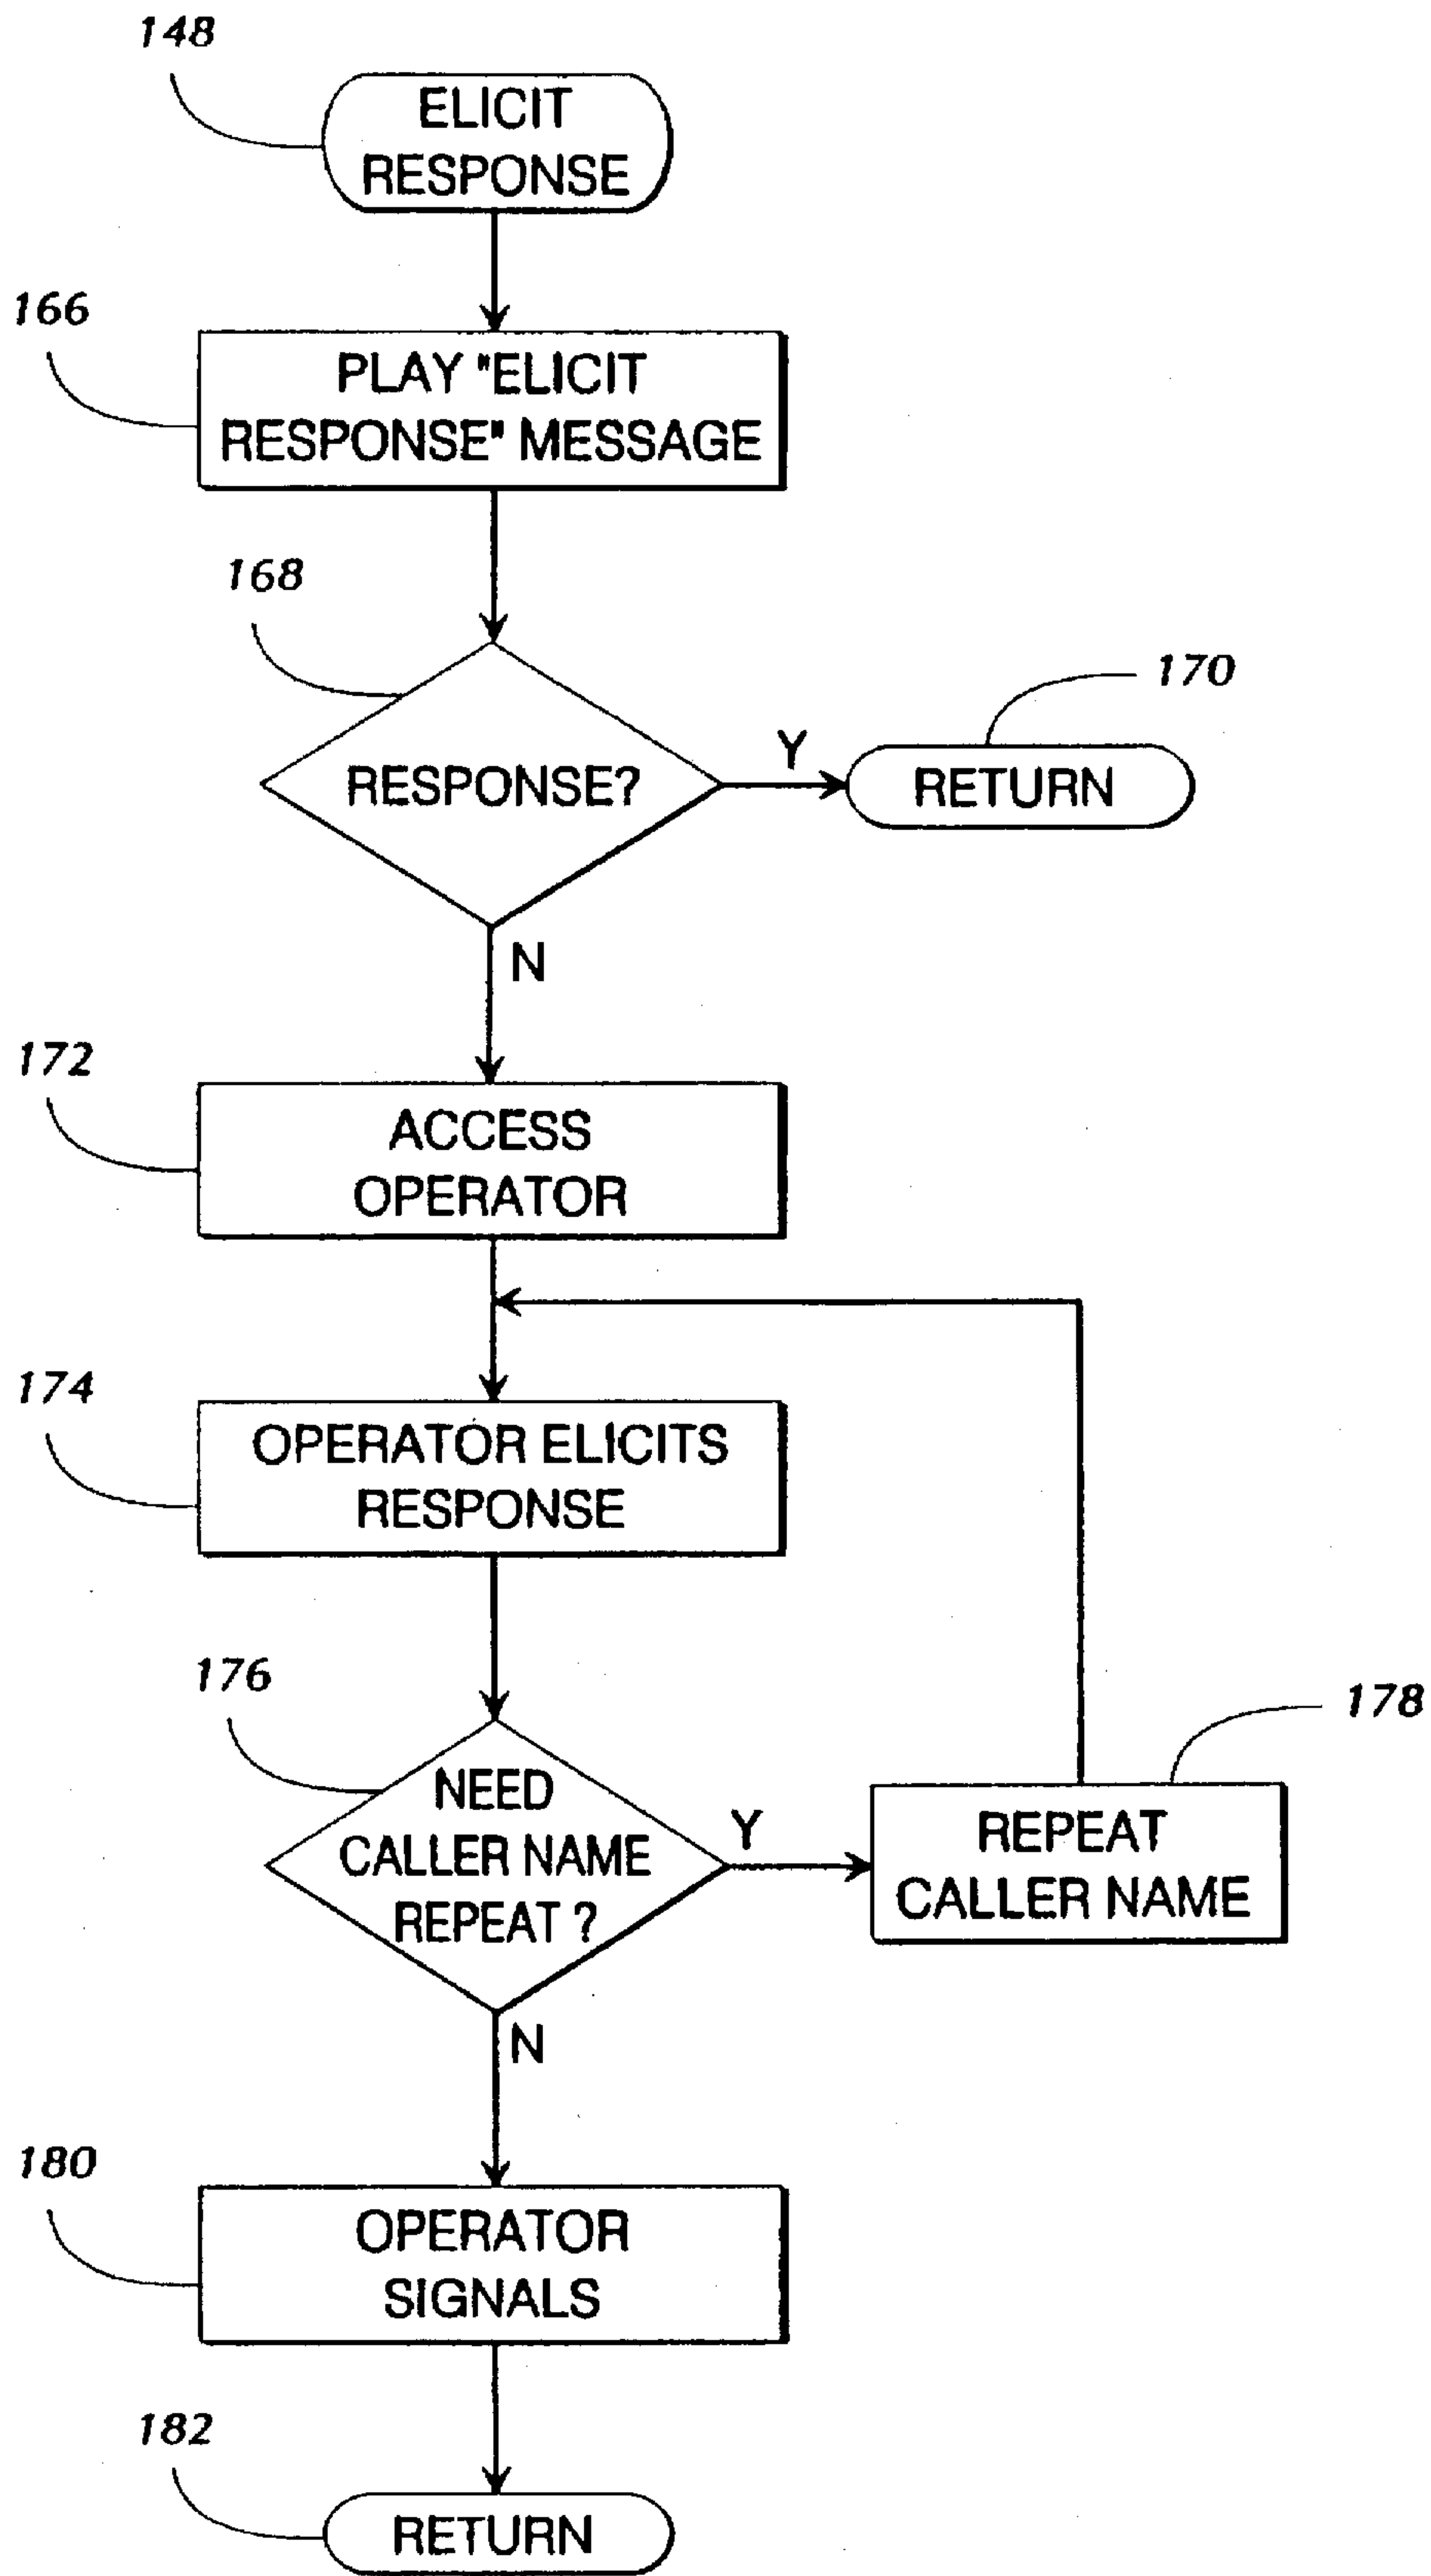 148
ELICIT
RESPONSE
166
PLAY "ELICIT
RESPONSE" MESSAGE
168
RESPONSE?
Y
170
RETURN
N
172
ACCESS
OPERATOR
174
OPERATOR ELICITS
RESPONSE
176
NEED
CALLER NAME
REPEAT ?
Y
178
REPEAT
CALLER NAME
N
180
OPERATOR
SIGNALS
182
RETURN